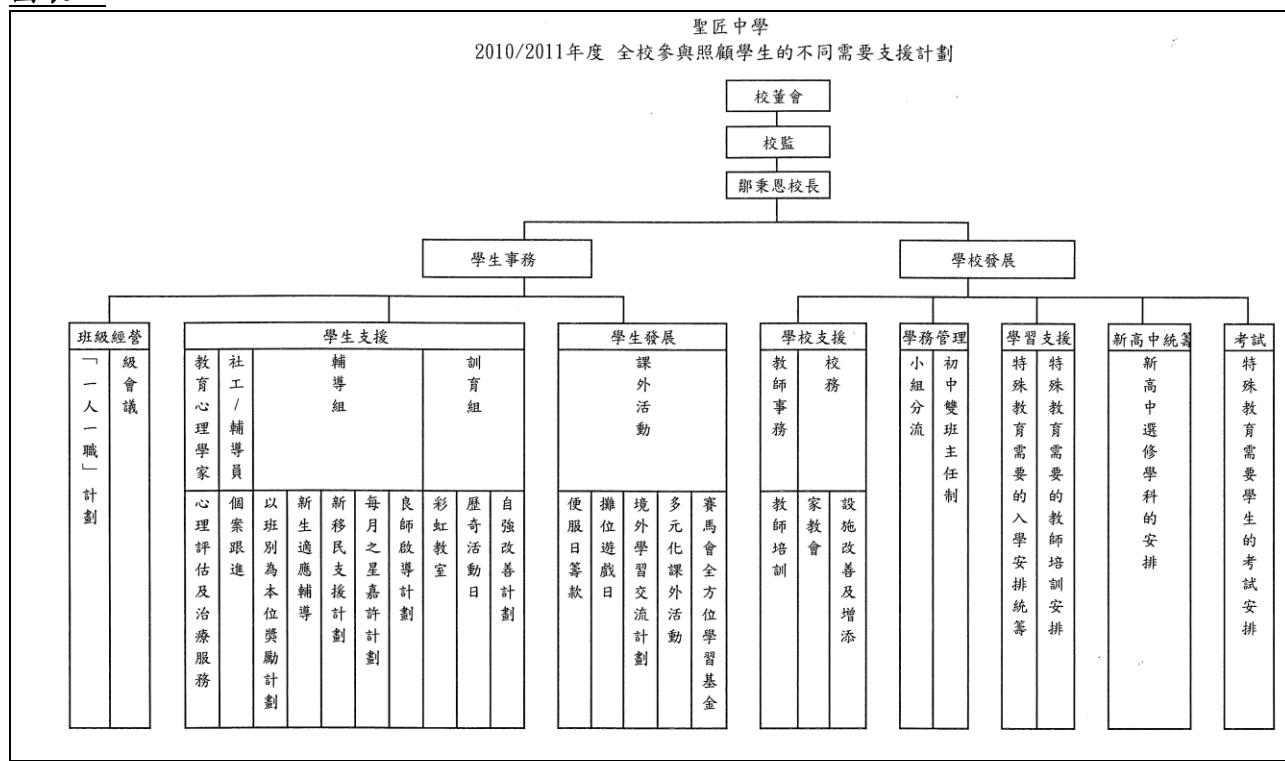 聖匠中學
2010/2011年度 全校參與照顧學生的不同需要支援計劃
校董會
校監
鄒秉恩校長
學生事務
學校發展
班級經營
「一人一職」計劃
級會議
學生支援
教育心理學家
社工/輔導員
輔導組
訓育組
心理評估及治療服務
個案跟進
以班別為本位獎勵計劃
新生適應輔導
新移民支援計劃
每月之星嘉許計劃
良師啟導計劃
彩虹教室
歷奇活動日
自強改善計劃
學生發展
課外活動
便服日籌款
攤位遊戲日
境外學習交流計劃
多元化課外活動
賽馬會全方位學習基金
學校支援
教師事務
校務
教師培訓
家教會
設施改善及增添
學務管理
小組分流
初中雙班主任制
學習支援
特殊教育需要的入學安排統籌
特殊教育需要的教師培訓安排
新高中統籌
新高中選修學科的安排
考試
特殊教育需要學生的考試安排